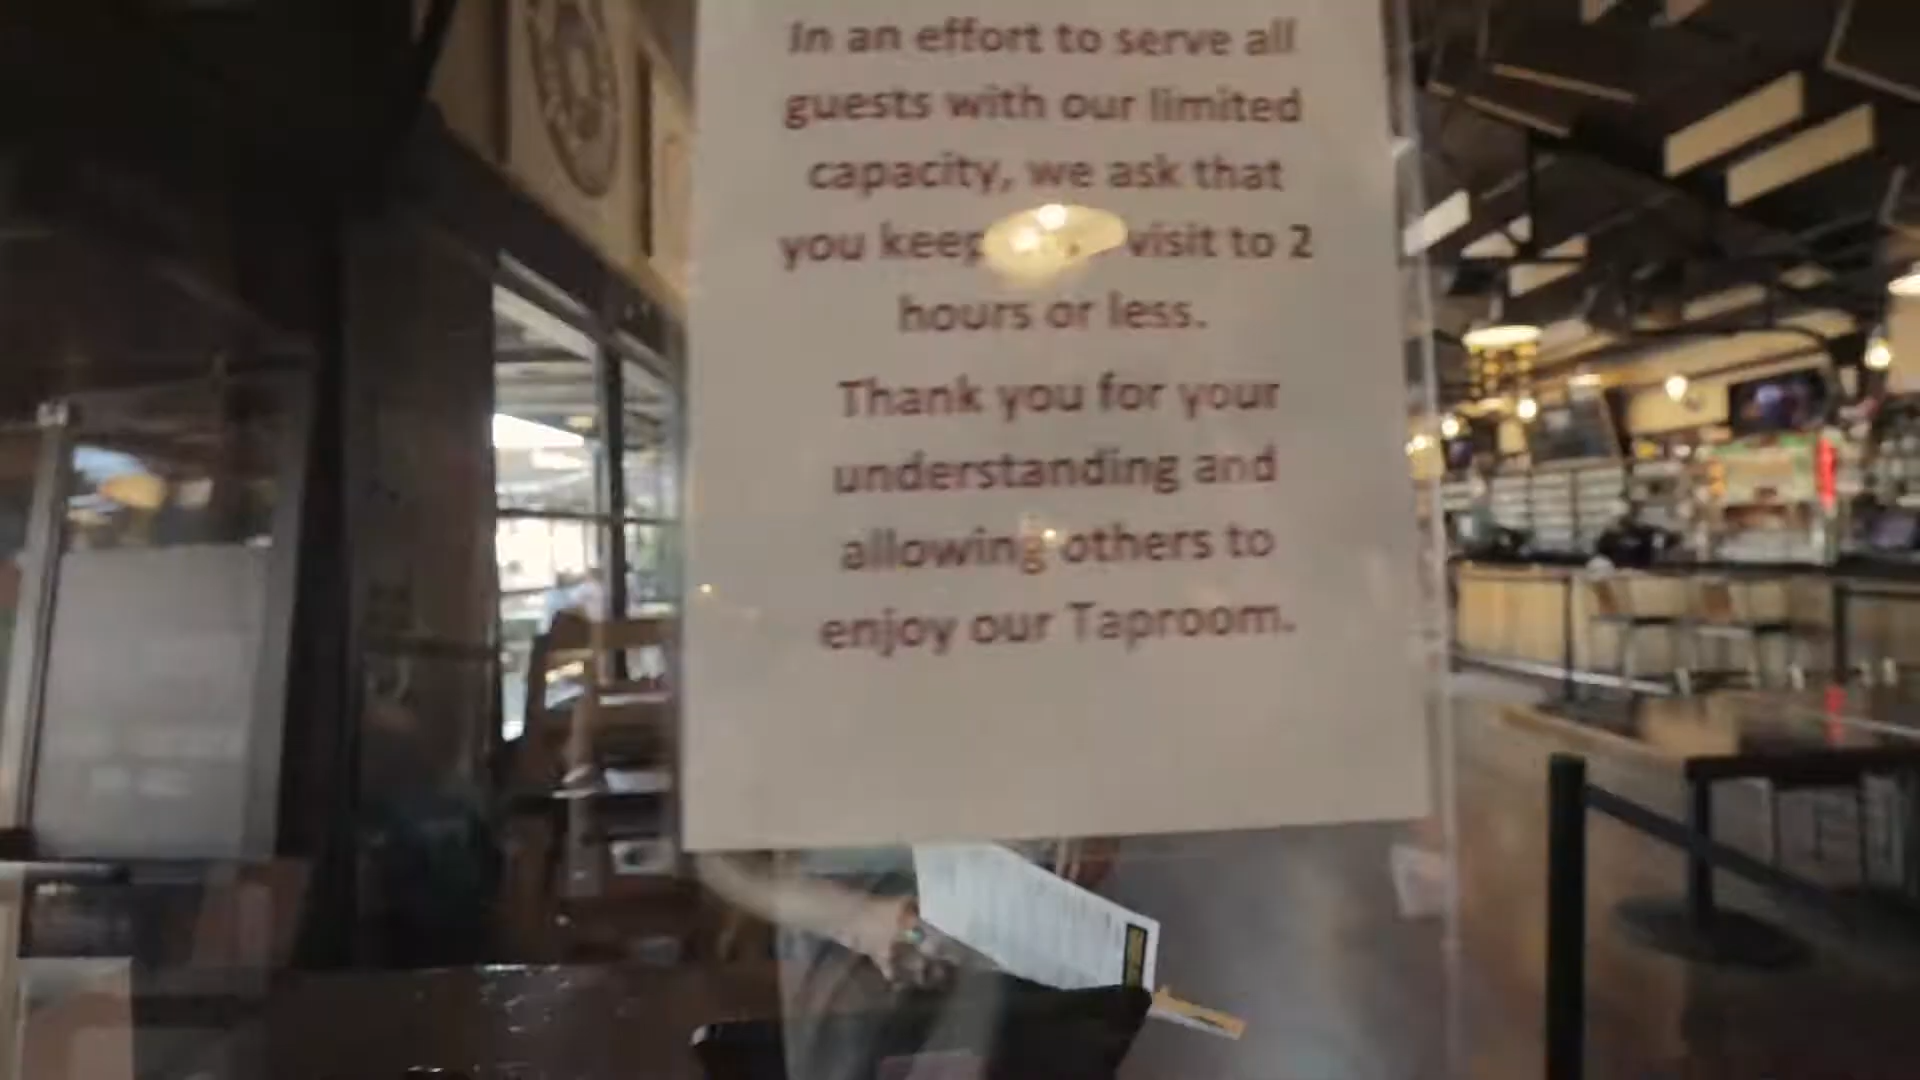 In an effort to serve all
guests with our limited
capacity, we ask that
you keep visit to 2
hours or less.
Thank you for your
understanding and
allowing others to
enjoy our Taproom.